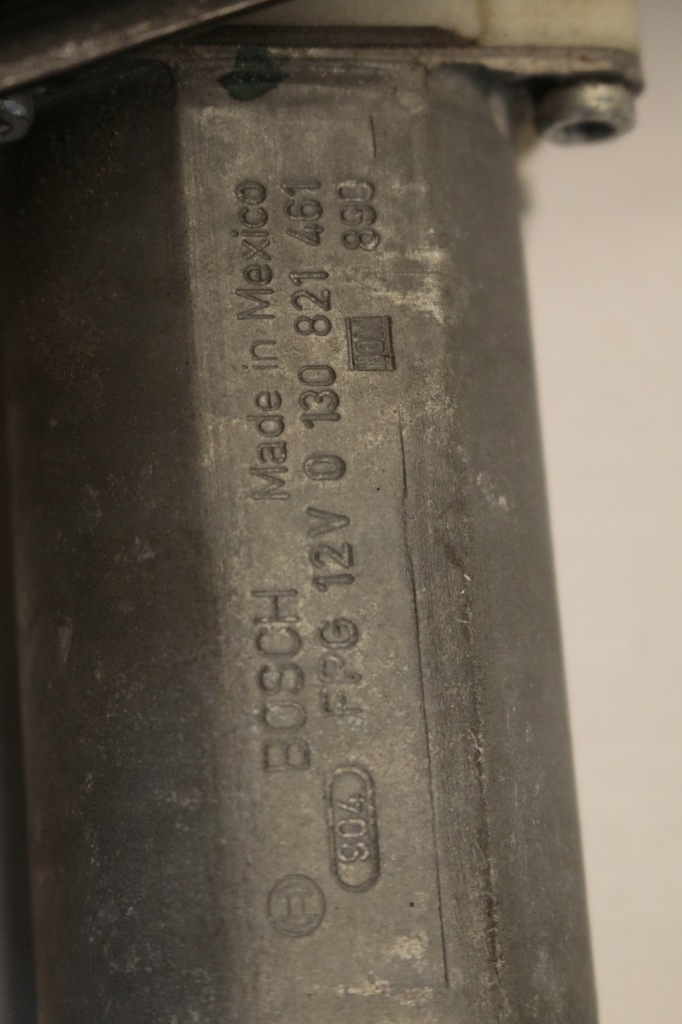 BOSCH Made in Mexico
904 FPG 12V 0 130 821 461
890